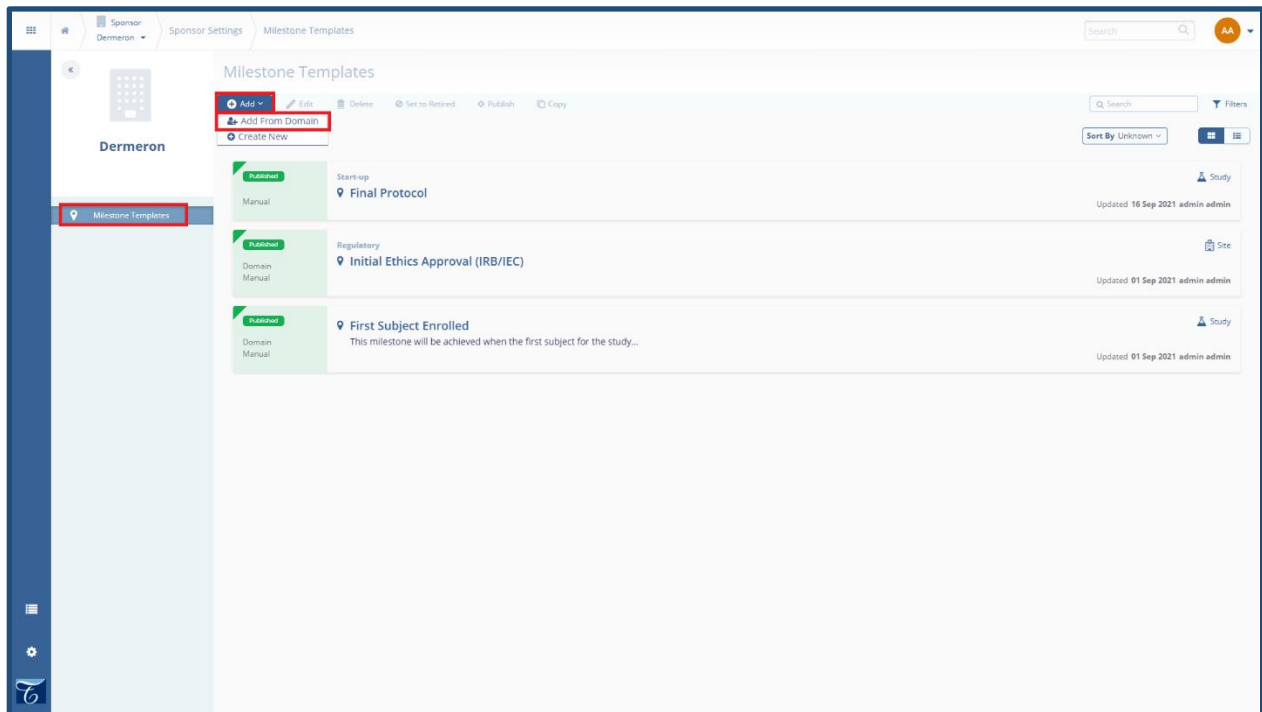 Sponsor
Dermeron
Sponsor Settings
Milestone Templates
Search
AA
Dermeron
Milestone Templates
Milestone Templates
Add
Edit
Delete
Set to Retired
Publish
Copy
Search
Filters
Add From Domain
Create New
Sort By Unknown
Published
Manual
Start-up
Final Protocol
Study
Updated 16 Sep 2021 admin admin
Published
Domain
Manual
Regulatory
Initial Ethics Approval (IRB/IEC)
Site
Updated 01 Sep 2021 admin admin
Published
Domain
Manual
First Subject Enrolled
This milestone will be achieved when the first subject for the study...
Study
Updated 01 Sep 2021 admin admin